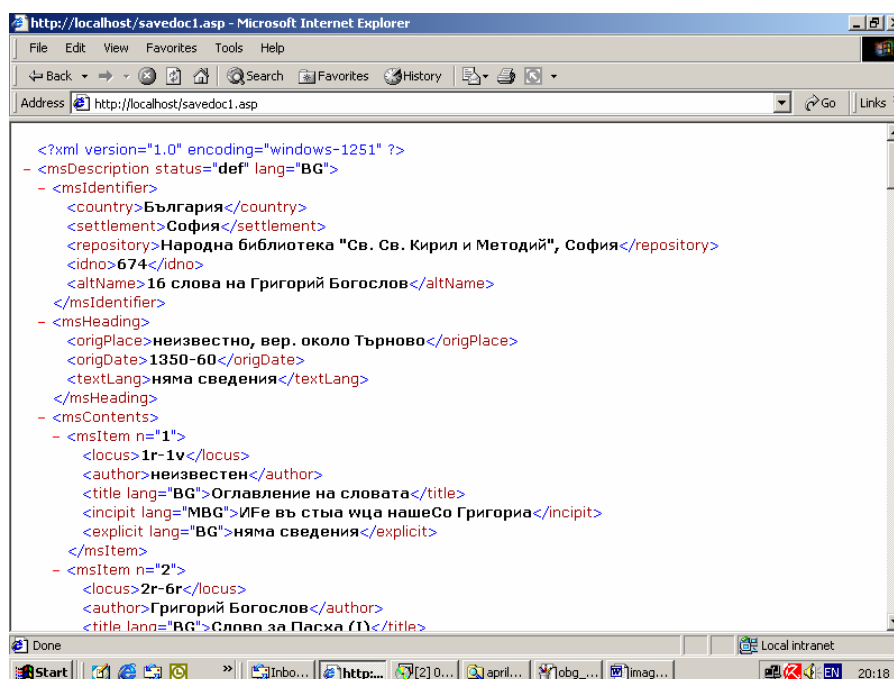 http://localhost/savedoc1.asp - Microsoft Internet Explorer
File Edit View Favorites Tools Help
Back Search Favorites History
Address http://localhost/savedoc1.asp Go Links
<?xml version="1.0" encoding="windows-1251" ?>
- <msDescription status="def" lang="BG">
- <msIdentifier>
<country>България</country>
<settlement>София</settlement>
<repository>Народна библиотека "Св. Св. Кирил и Методий", София</repository>
<idno>674</idno>
<altName>16 слова на Григорий Богослов</altName>
</msIdentifier>
- <msHeading>
<origPlace>неизвестно, вер. около Търново</origPlace>
<origDate>1350-60</origDate>
<textLang>няма сведения</textLang>
</msHeading>
- <msContents>
- <msItem n="1">
<locus>1r-1v</locus>
<author>неизвестен</author>
<title lang="BG">Оглавление на словата</title>
<incipit lang="MBG">ИFе въ стыа wца нашеСо Григориа</incipit>
<explicit lang="BG">няма сведения</explicit>
</msItem>
- <msItem n="2">
<locus>2r-6r</locus>
<author>Григорий Богослов</author>
<title lang="BG">Слово за Пасха (I)</title>
Done Local intranet
Start » Inbo... http:... [2] 0... april... obg_... imag... EN 20:16